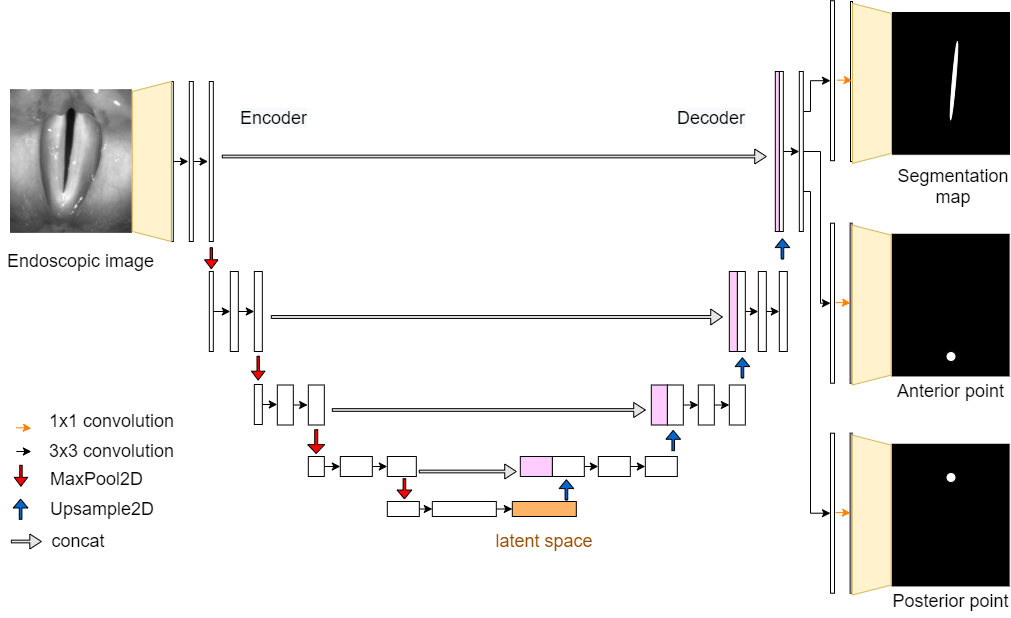 Encoder
Decoder
Segmentation
map
Endoscopic image
Anterior point
1x1 convolution
3x3 convolution
MaxPool2D
Upsample2D
concat
latent space
Posterior point